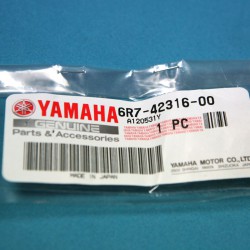 YAMAHA
GENUINE
Parts & Accessories
6R7-42316-00
A120531Y
1 PC
YAMAHA MOTOR CO.,LTD
MADE IN JAPAN